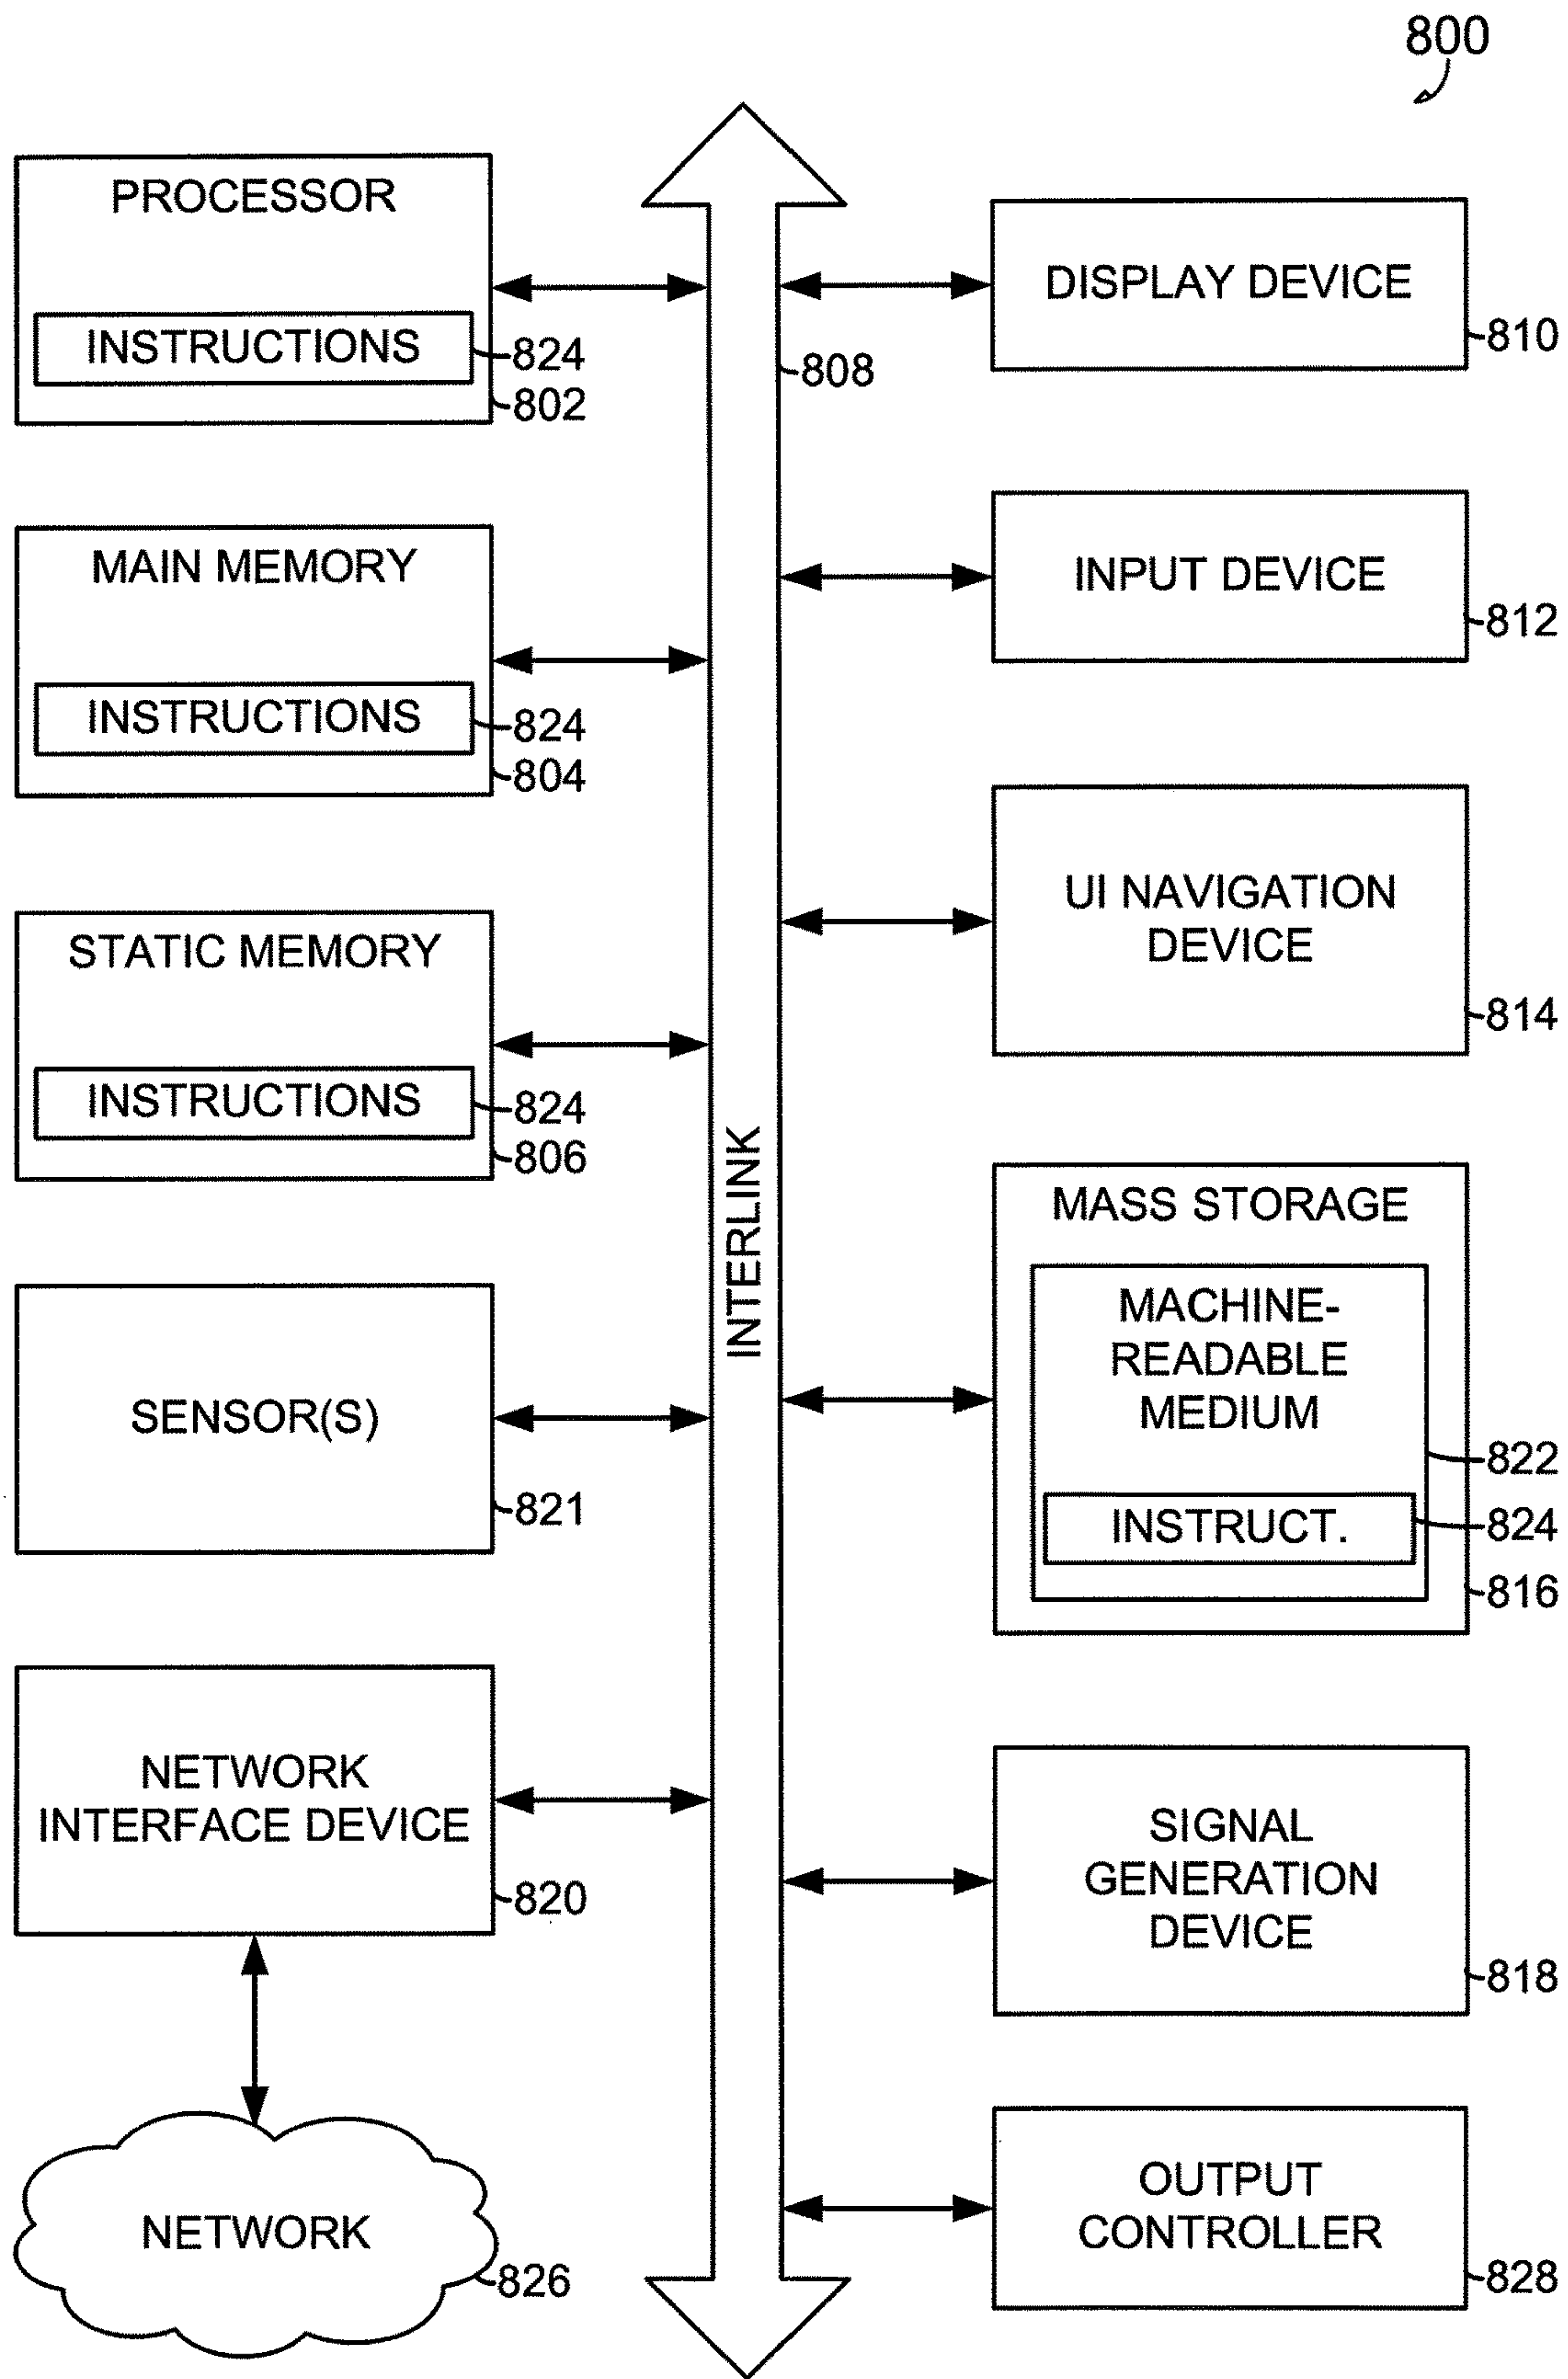 800
PROCESSOR
INSTRUCTIONS
824
802
MAIN MEMORY
INSTRUCTIONS
824
804
STATIC MEMORY
INSTRUCTIONS
824
806
SENSOR(S)
821
NETWORK
INTERFACE DEVICE
820
NETWORK
826
INTERLINK
808
DISPLAY DEVICE
810
INPUT DEVICE
812
UI NAVIGATION
DEVICE
814
MASS STORAGE
MACHINE-
READABLE
MEDIUM
822
INSTRUCT.
824
816
SIGNAL
GENERATION
DEVICE
818
OUTPUT
CONTROLLER
828